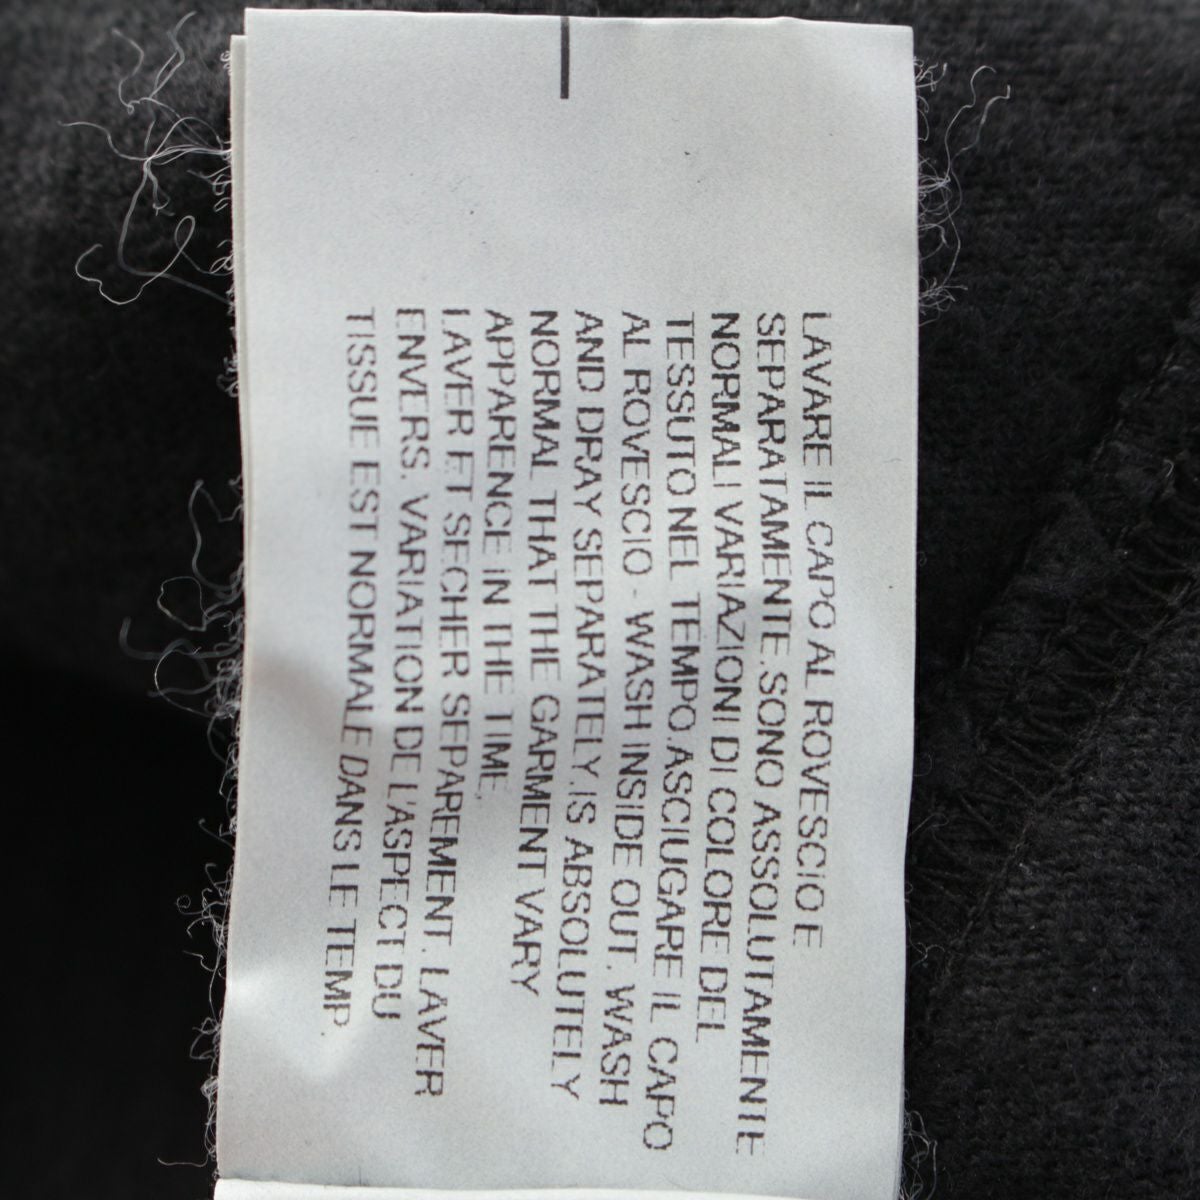 LAVARE IL CAPO AL ROVESCIO E
SEPARATAMENTE.SONO ASSOLUTAMENTE
NORMALI VARIAZIONI DI COLORE DEL
TESSUTO NEL TEMPO.ASCIUGARE IL CAPO
AL ROVESCIO - WASH INSIDE OUT. WASH
AND DRAY SEPARATELY.IS ABSOLUTELY
NORMAL THAT THE GARMENT VARY
APPARENCE IN THE TIME.
LAVER ET SECHER SEPAREMENT. LAVER
ENVERS. VARIATION DE L'ASPECT DU
TISSUE EST NORMALE DANS LE TEMP.